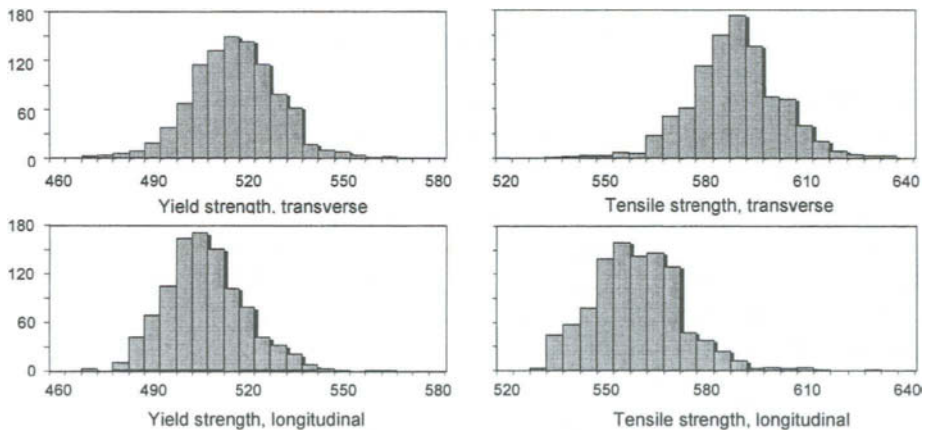 180
120
60
0
460 490 520 550 580
Yield strength, transverse
520 550 580 610 640
Tensile strength, transverse
180
120
60
0
460 490 520 550 580
Yield strength, longitudinal
520 550 580 610 640
Tensile strength, longitudinal